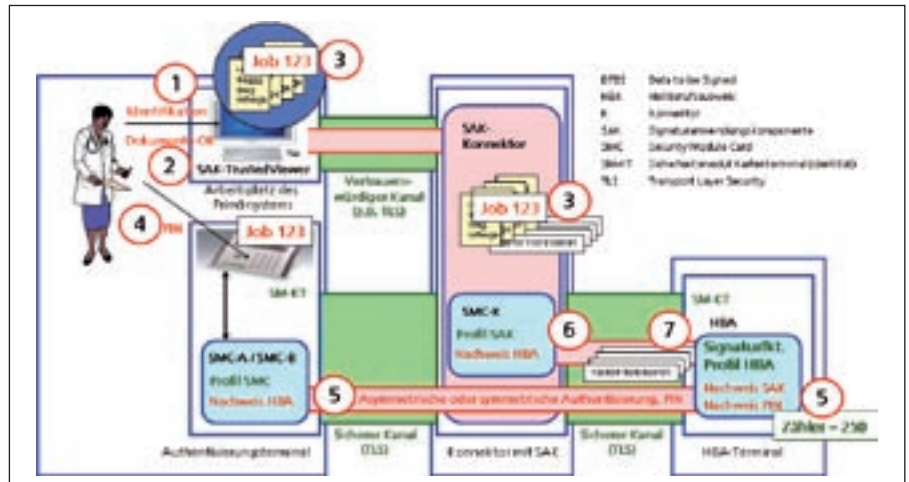 Job 123
3
1
Identifikation
Dokumente OK
2
SAK-TrustedViewer
Arbeitsplatz des
Primärsystems
4
PIN
Job 123
SM-KT
SMC-A / SMC-B
Profil SMC
Nachweis HBA
Authentisierungsterminal
Vertrauens-
würdiger Kanal
(z.B. TLS)
SAK-
Konnektor
Job 123
3
SMC-K
Profil SAK
Nachweis HBA
6
5
Asymmetrische oder symmetrische Authentisierung, PIN
Sicherer Kanal
(TLS)
Konnektor mit SAK
Sicherer Kanal
(TLS)
7
SM-KT
HBA
Signaturfkt.
Profil HBA
Nachweis SAK
Nachweis PIN
5
Zähler = 250
HBA-Terminal
DTBS Data to be Signed
HBA Heilberufsausweis
K Konnektor
SAK Signaturanwendungskomponente
SMC Security Module Card
SM-KT Sicherheitsmodul Kartenterminal (Identität)
TLS Transport Layer Security